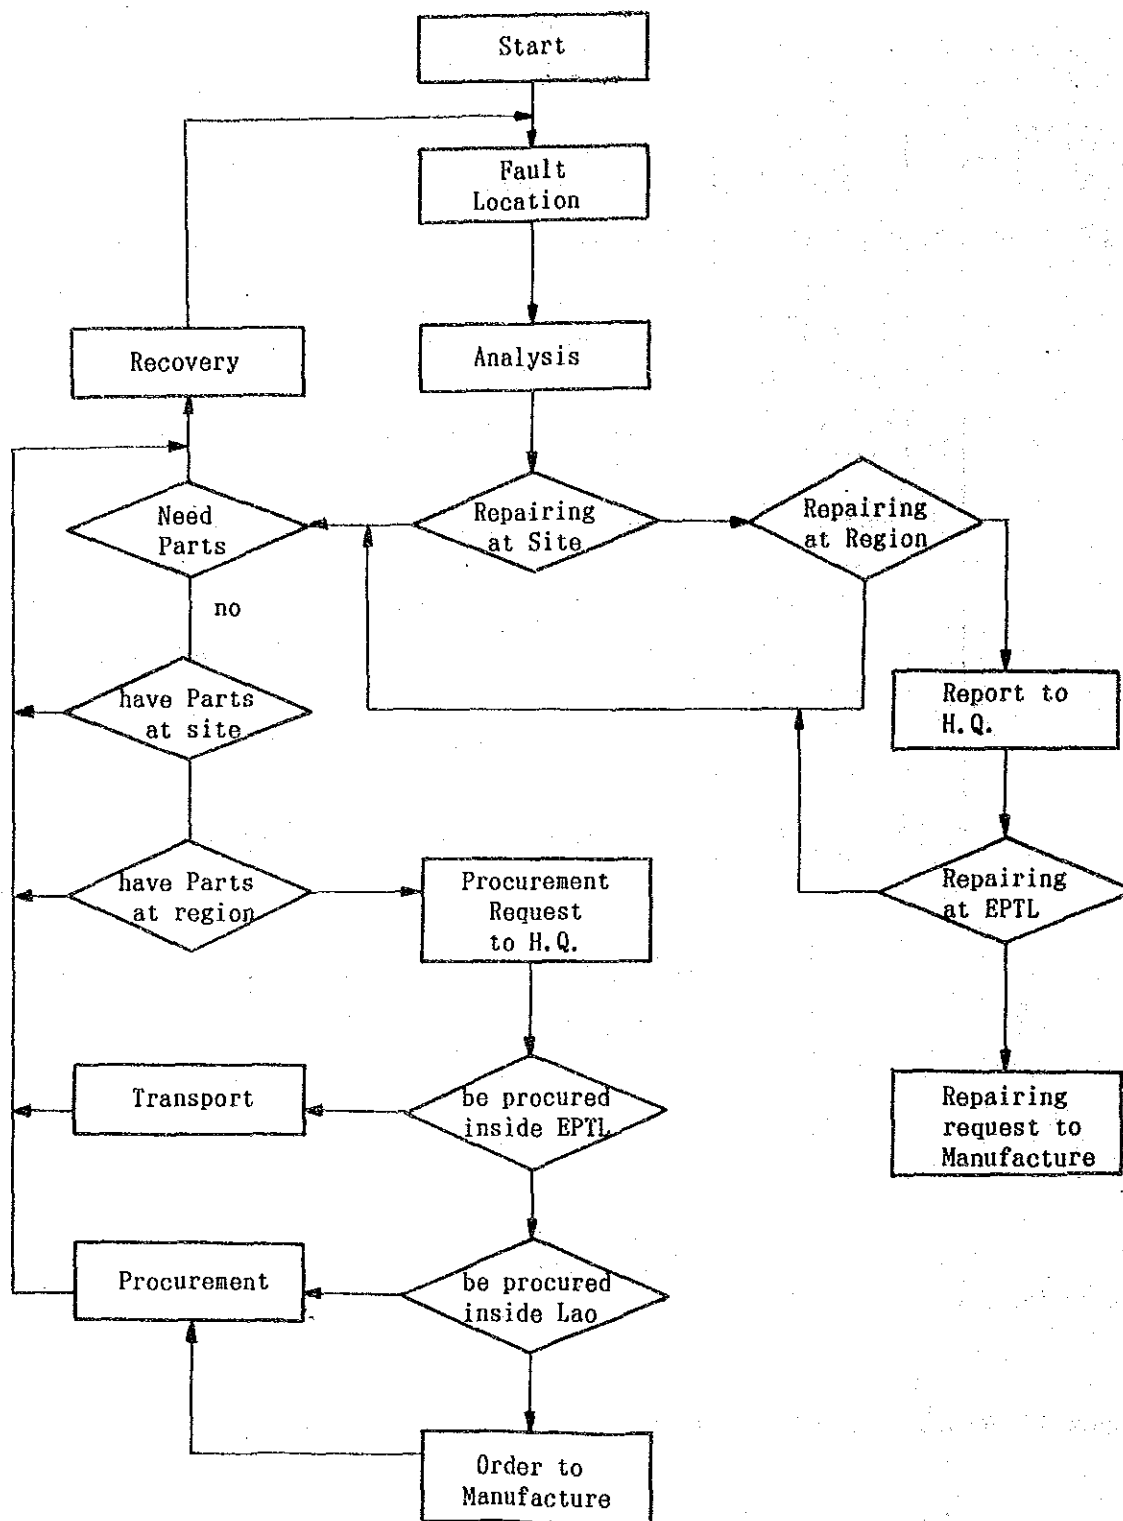 Start
Fault
Location
Recovery
Analysis
Need
Parts
Repairing
at Site
Repairing
at Region
no
have Parts
at site
Report to
H.Q.
have Parts
at region
Procurement
Request
to H.Q.
Repairing
at EPTL
Transport
be procured
inside EPTL
Repairing
request to
Manufacture
Procurement
be procured
inside Lao
Order to
Manufacture